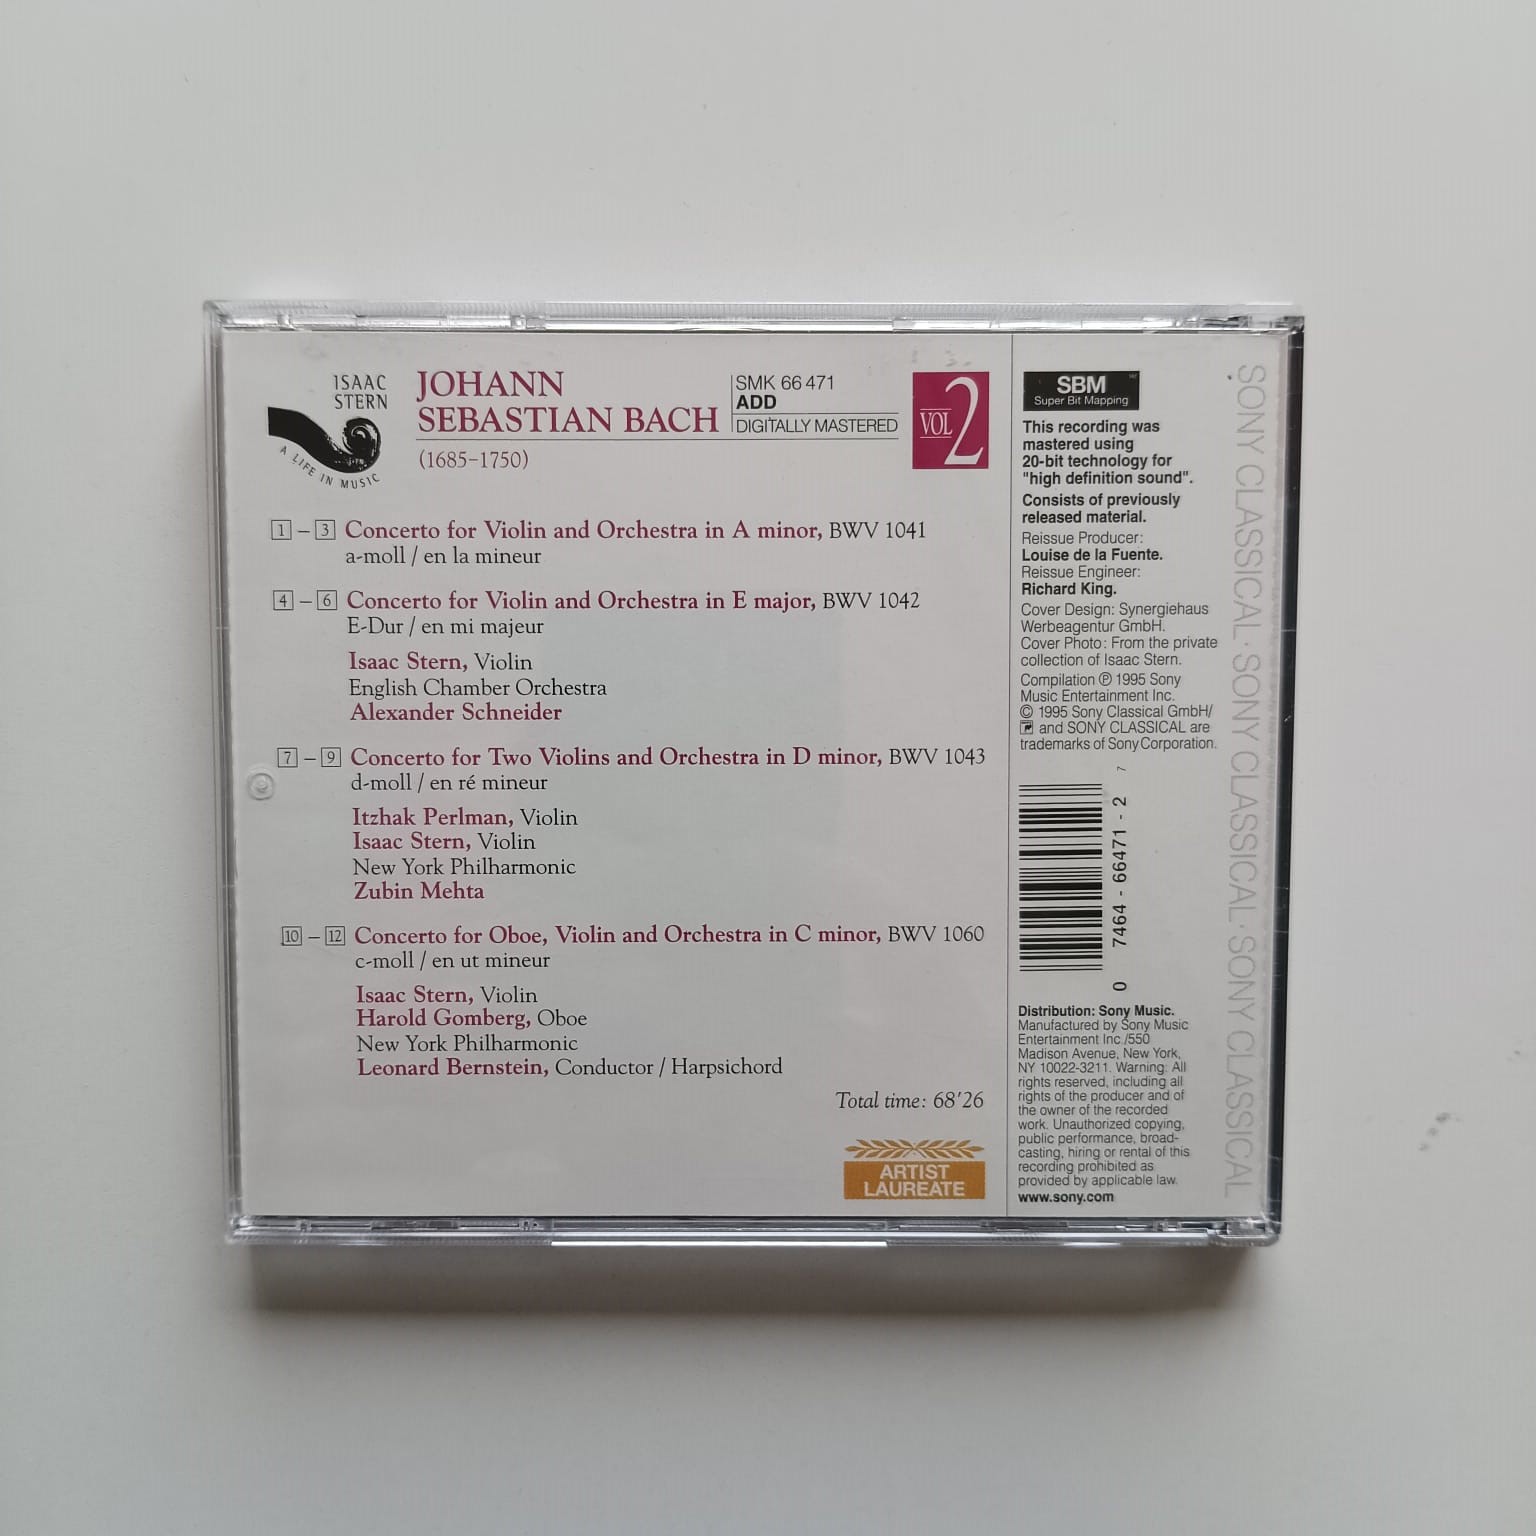 ISAAC
STERN
A LIFE IN MUSIC
JOHANN
SEBASTIAN BACH
(1685–1750)
SMK 66 471
ADD
DIGITALLY MASTERED
VOL 2
1 – 3 Concerto for Violin and Orchestra in A minor, BWV 1041
a-moll / en la mineur
4 – 6 Concerto for Violin and Orchestra in E major, BWV 1042
E-Dur / en mi majeur
Isaac Stern, Violin
English Chamber Orchestra
Alexander Schneider
7 – 9 Concerto for Two Violins and Orchestra in D minor, BWV 1043
d-moll / en ré mineur
Itzhak Perlman, Violin
Isaac Stern, Violin
New York Philharmonic
Zubin Mehta
10 – 12 Concerto for Oboe, Violin and Orchestra in C minor, BWV 1060
c-moll / en ut mineur
Isaac Stern, Violin
Harold Gomberg, Oboe
New York Philharmonic
Leonard Bernstein, Conductor / Harpsichord
Total time: 68'26
ARTIST
LAUREATE
SBM
Super Bit Mapping
This recording was
mastered using
20-bit technology for
"high definition sound".
Consists of previously
released material.
Reissue Producer:
Louise de la Fuente.
Reissue Engineer:
Richard King.
Cover Design: Synergiehaus
Werbeagentur GmbH.
Cover Photo: From the private
collection of Isaac Stern.
Compilation ℗ 1995 Sony
Music Entertainment Inc.
© 1995 Sony Classical GmbH/
and SONY CLASSICAL are
trademarks of Sony Corporation.
0 7464 - 66471 - 2 7
Distribution: Sony Music.
Manufactured by Sony Music
Entertainment Inc./550
Madison Avenue, New York,
NY 10022-3211. Warning: All
rights reserved, including all
rights of the producer and of
the owner of the recorded
work. Unauthorized copying,
public performance, broad-
casting, hiring or rental of this
recording prohibited as
provided by applicable law.
www.sony.com
SONY CLASSICAL · SONY CLASSICAL · SONY CLASSICAL